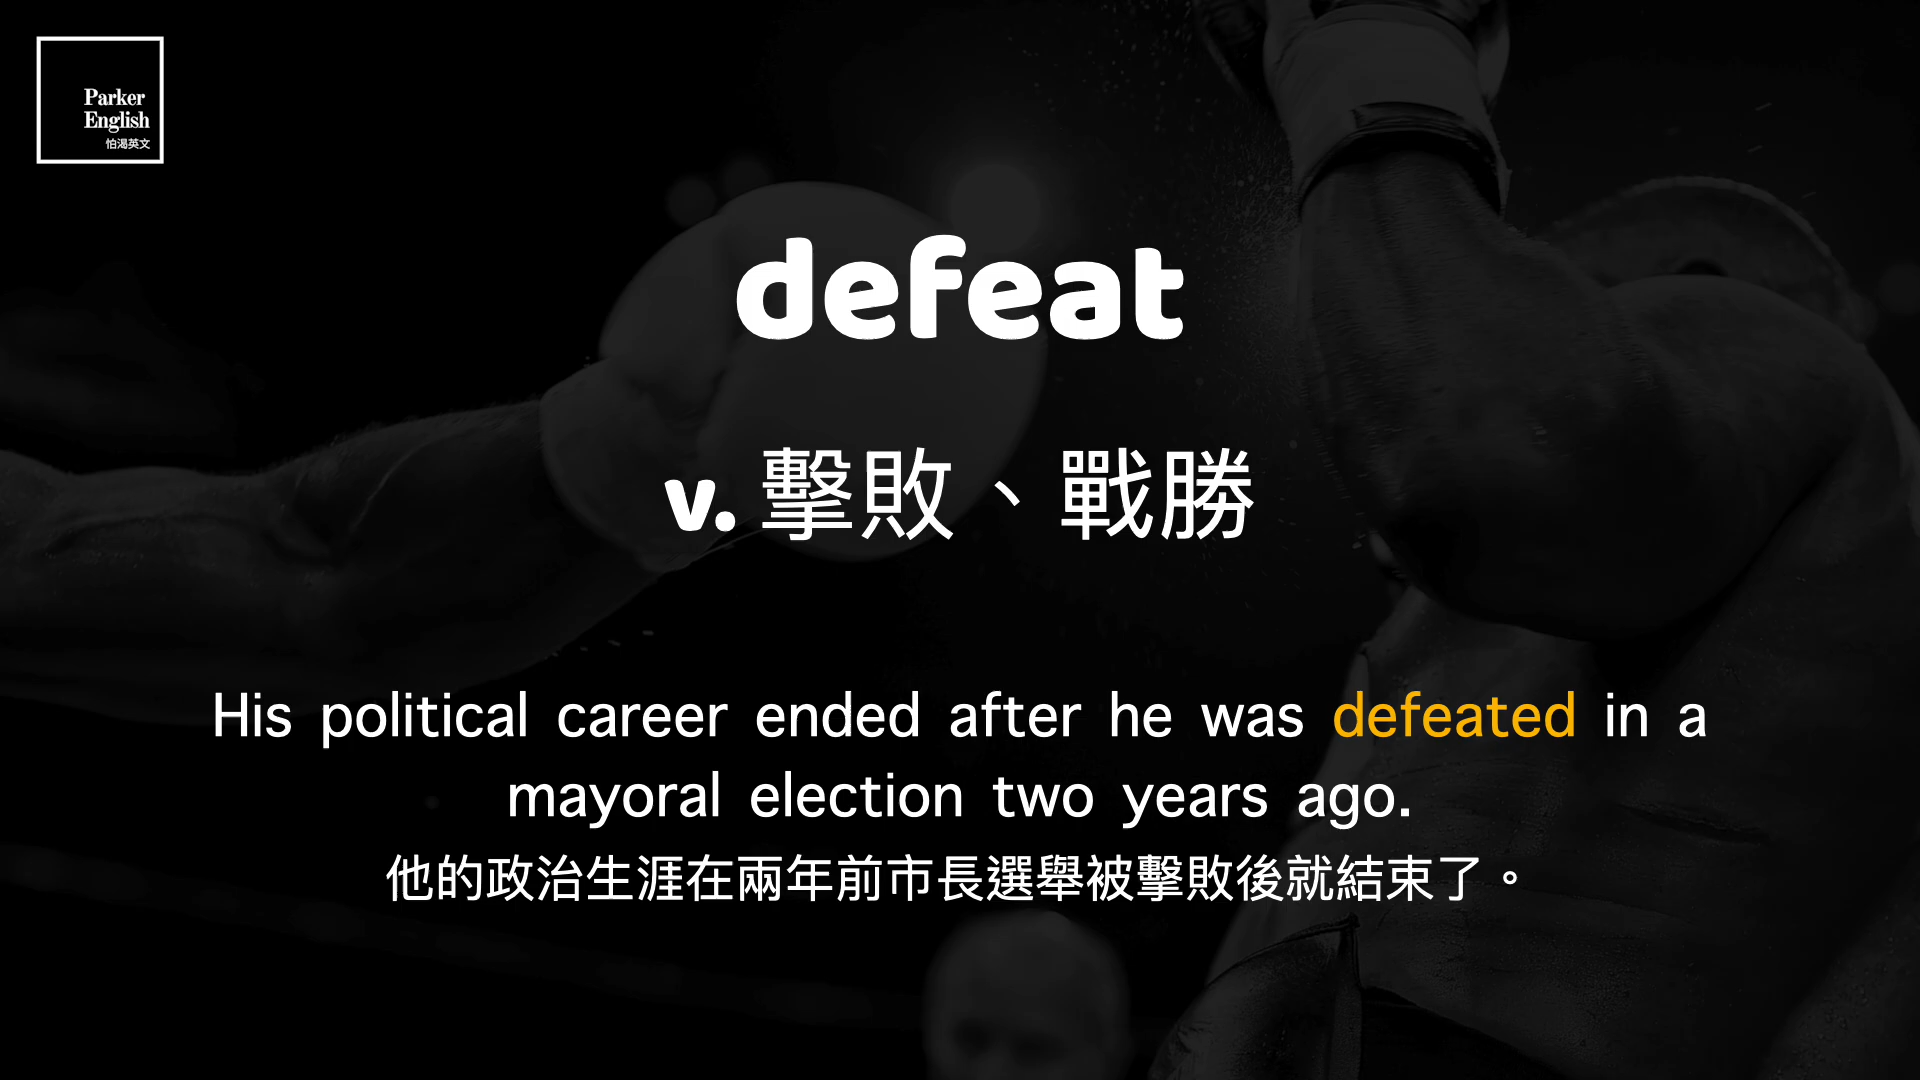 Parker
English
怕渴英文
defeat
v. 擊敗、戰勝
His political career ended after he was defeated in a
mayoral election two years ago.
他的政治生涯在兩年前市長選舉被擊敗後就結束了。